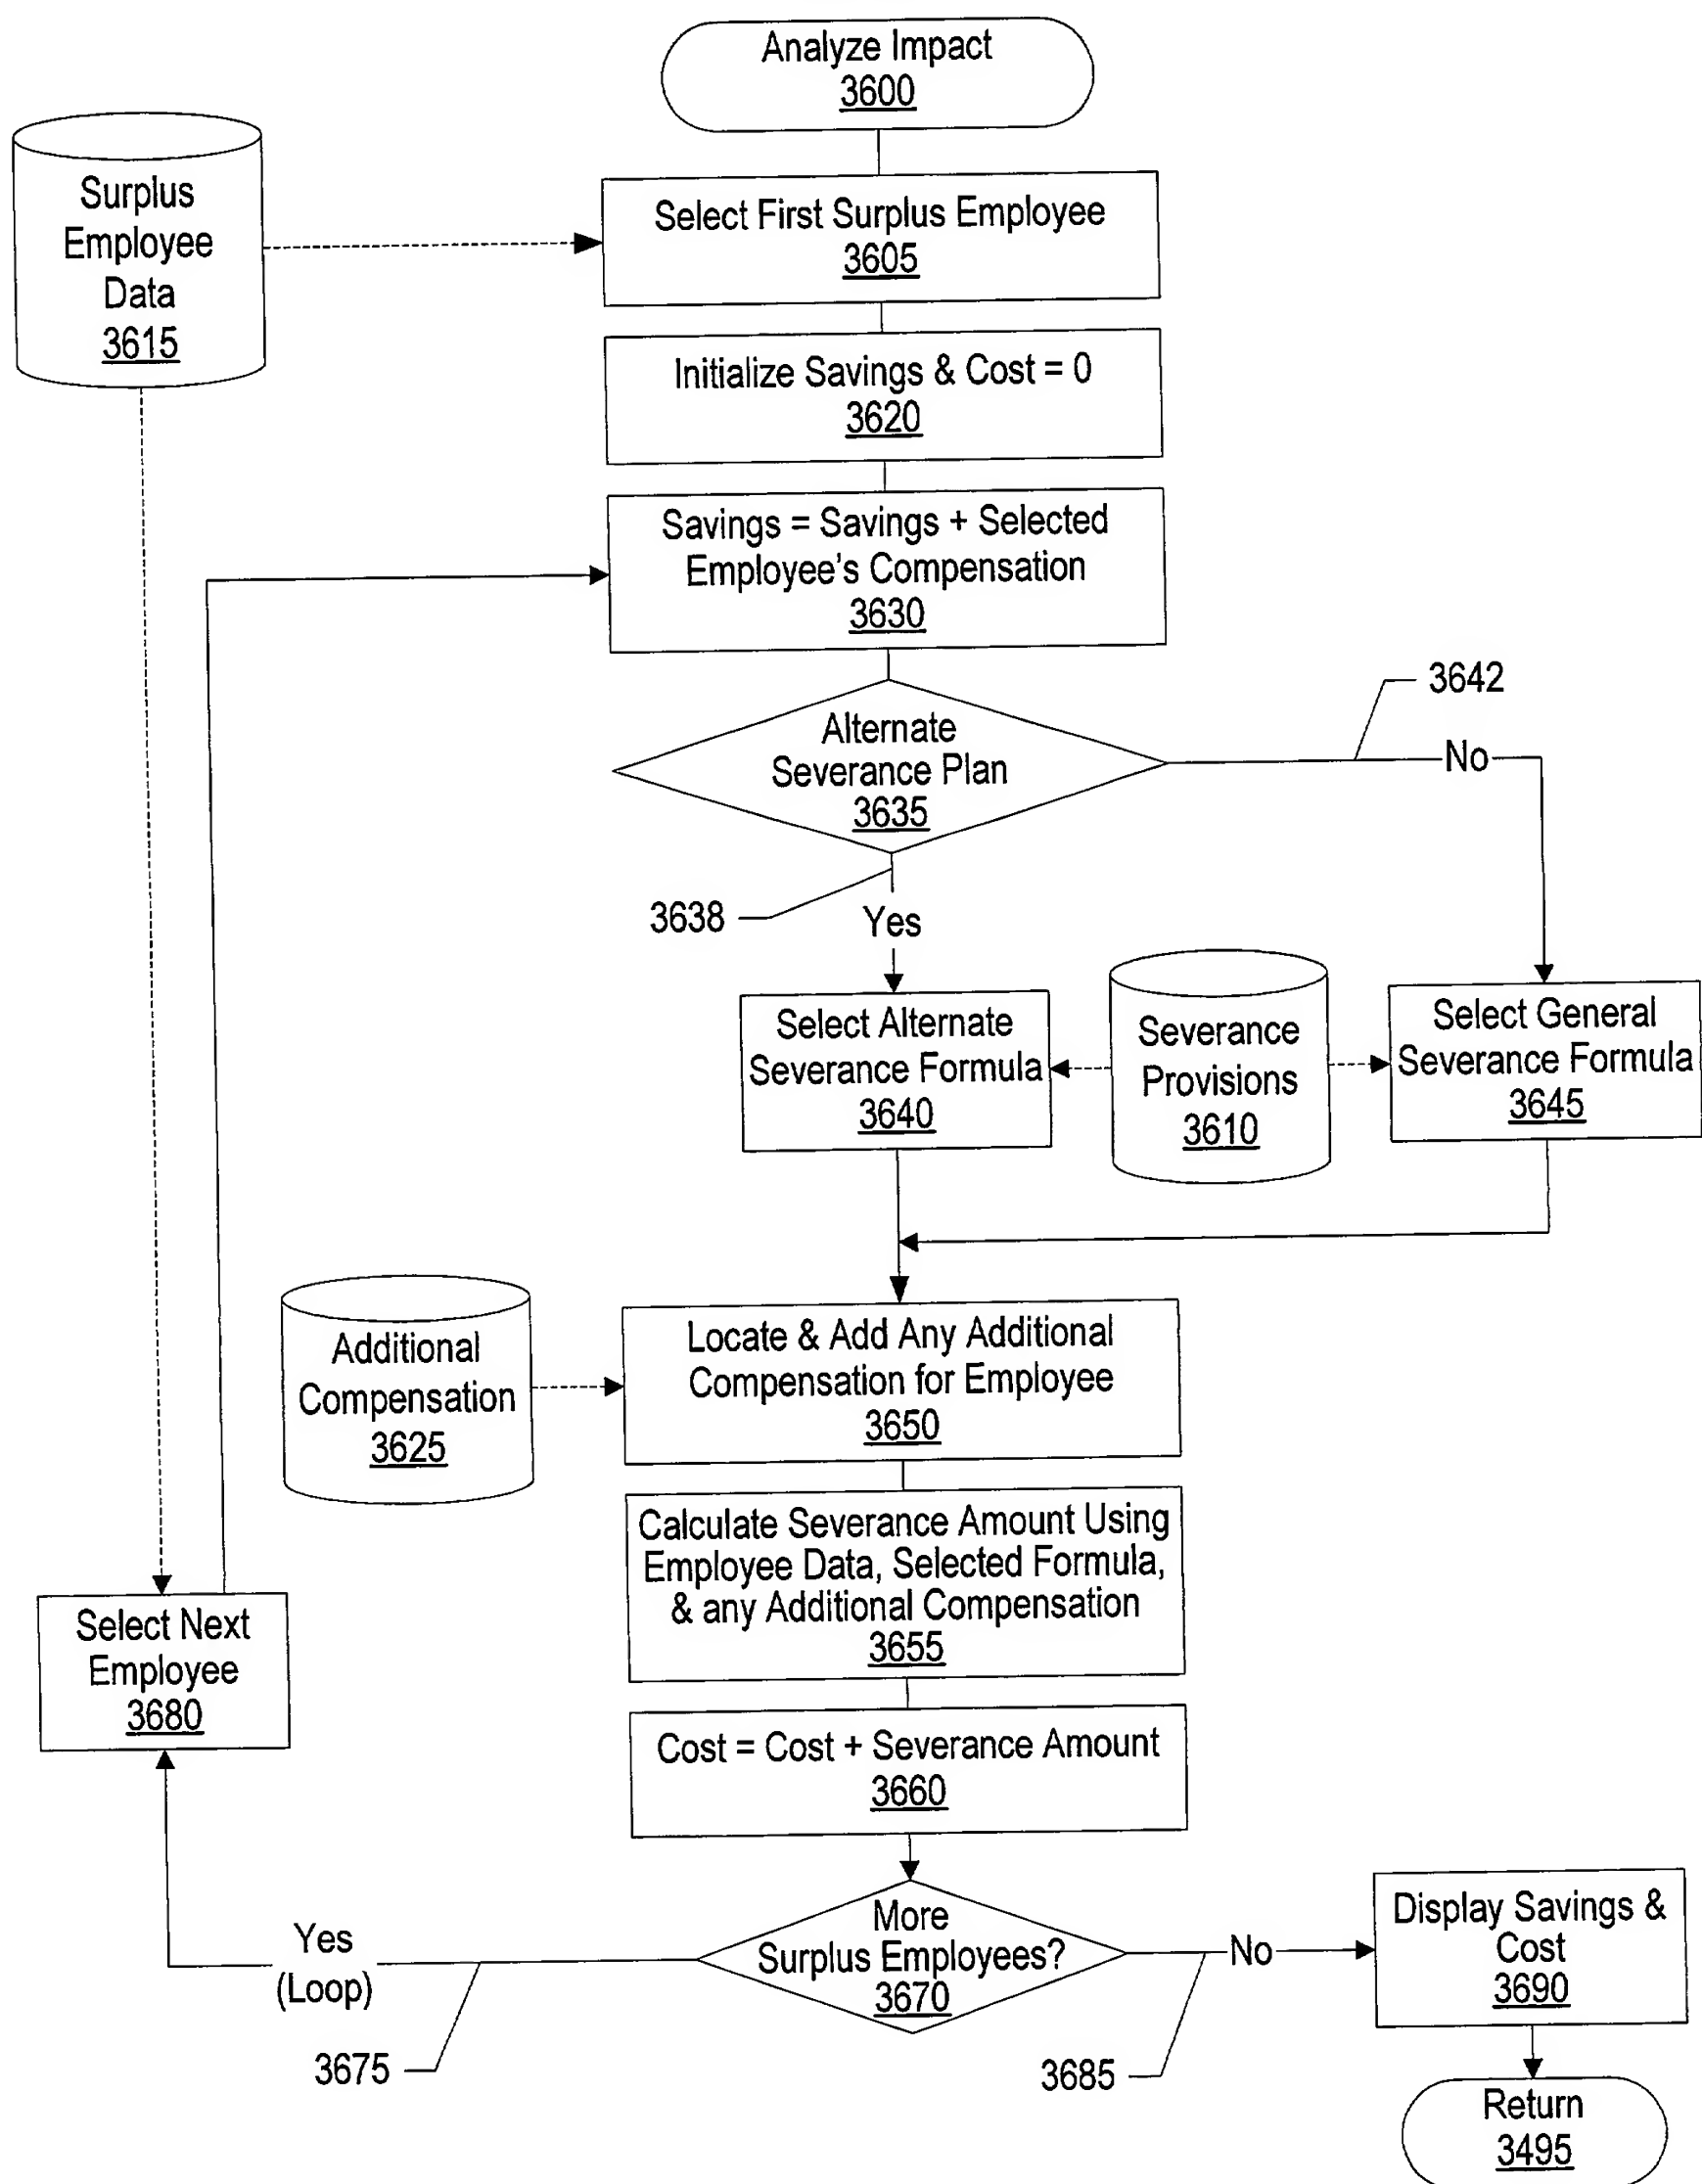 Analyze Impact
3600
Surplus
Employee
Data
3615
Select First Surplus Employee
3605
Initialize Savings & Cost = 0
3620
Savings = Savings + Selected
Employee's Compensation
3630
Alternate
Severance Plan
3635
3642
No
3638
Yes
Select Alternate
Severance Formula
3640
Severance
Provisions
3610
Select General
Severance Formula
3645
Additional
Compensation
3625
Locate & Add Any Additional
Compensation for Employee
3650
Calculate Severance Amount Using
Employee Data, Selected Formula,
& any Additional Compensation
3655
Select Next
Employee
3680
Cost = Cost + Severance Amount
3660
More
Surplus Employees?
3670
Yes
(Loop)
3675
No
3685
Display Savings &
Cost
3690
Return
3495